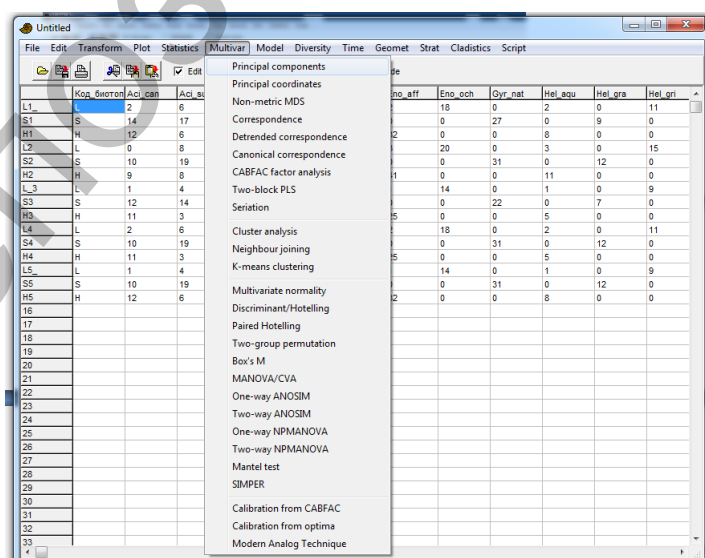 Untitled
File Edit Transform Plot Statistics Multivar Model Diversity Time Geomet Strat Cladistics Script
Edit
Код_биотоп Aci_can Eno_och Gyr_nat Hel_aqu Hel_gra Hel_gri
L1_ L 2 6 18 0 2 0 11
S1 S 14 17 0 27 0 9 0
H1 H 12 6 0 0 8 0 0
L2 L 0 8 20 0 3 0 15
S2 S 10 19 0 31 0 12 0
H2 H 9 8 0 0 11 0 0
L_3 L 1 4 14 0 1 0 9
S3 S 12 14 0 22 0 7 0
H3 H 11 3 0 0 5 0 0
L4 L 2 6 18 0 2 0 11
S4 S 10 19 0 31 0 12 0
H4 H 11 3 0 0 5 0 0
L5_ L 1 4 14 0 1 0 9
S5 S 10 19 0 31 0 12 0
H5 H 12 6 0 0 8 0 0
16
17
18
19
20
21
22
23
24
25
26
27
28
29
30
31
32
33
Principal components
Principal coordinates
Non-metric MDS
Correspondence
Detrended correspondence
Canonical correspondence
CABFAC factor analysis
Two-block PLS
Seriation
Cluster analysis
Neighbour joining
K-means clustering
Multivariate normality
Discriminant/Hotelling
Paired Hotelling
Two-group permutation
Box's M
MANOVA/CVA
One-way ANOSIM
Two-way ANOSIM
One-way NPMANOVA
Two-way NPMANOVA
Mantel test
SIMPER
Calibration from CABFAC
Calibration from optima
Modern Analog Technique